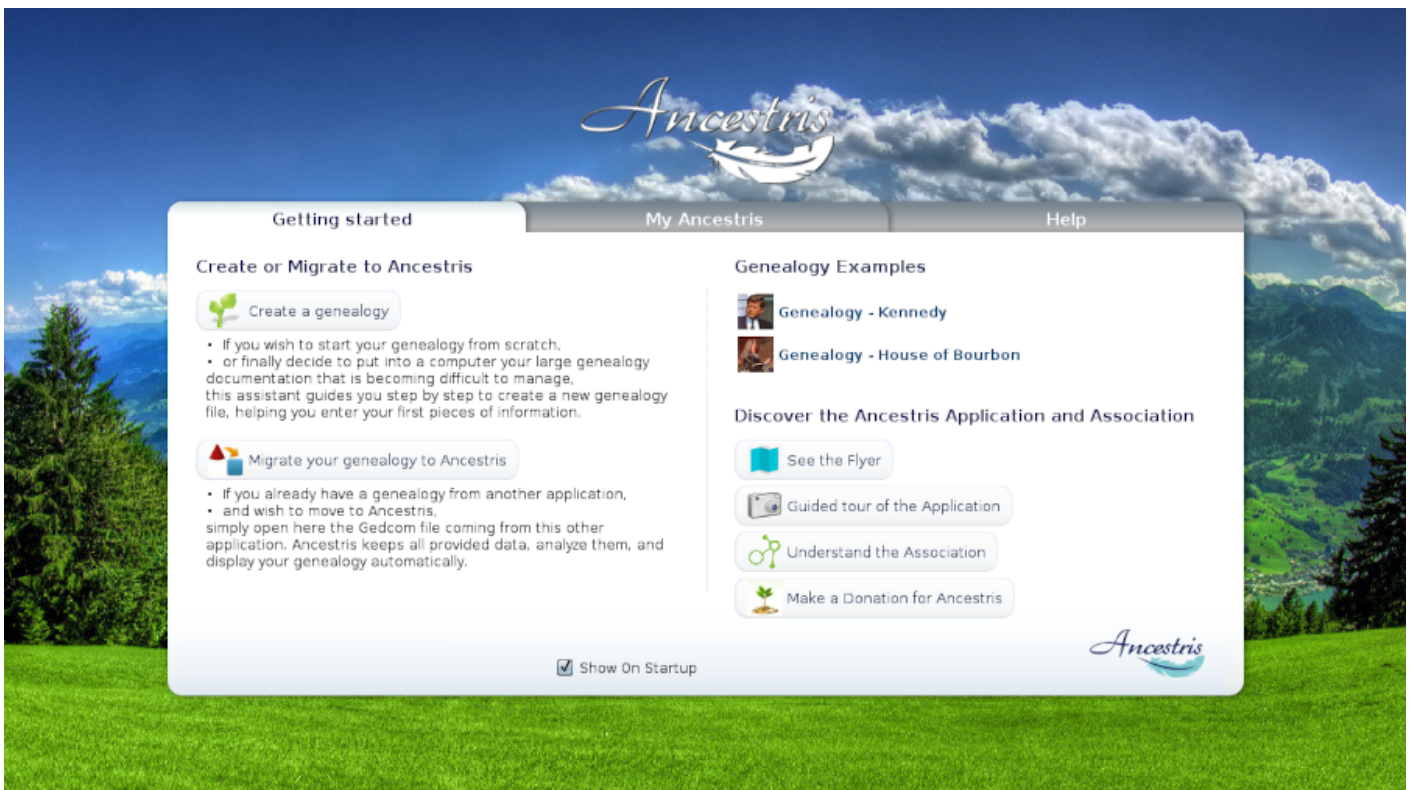 Ancestris
Getting started
My Ancestris
Help
Create or Migrate to Ancestris
Create a genealogy
• If you wish to start your genealogy from scratch,
• or finally decide to put into a computer your large genealogy
documentation that is becoming difficult to manage,
this assistant guides you step by step to create a new genealogy
file, helping you enter your first pieces of information.
Migrate your genealogy to Ancestris
• If you already have a genealogy from another application,
• and wish to move to Ancestris,
simply open here the Gedcom file coming from this other
application. Ancestris keeps all provided data, analyze them, and
display your genealogy automatically.
Genealogy Examples
Genealogy - Kennedy
Genealogy - House of Bourbon
Discover the Ancestris Application and Association
See the Flyer
Guided tour of the Application
Understand the Association
Make a Donation for Ancestris
Ancestris
Show On Startup